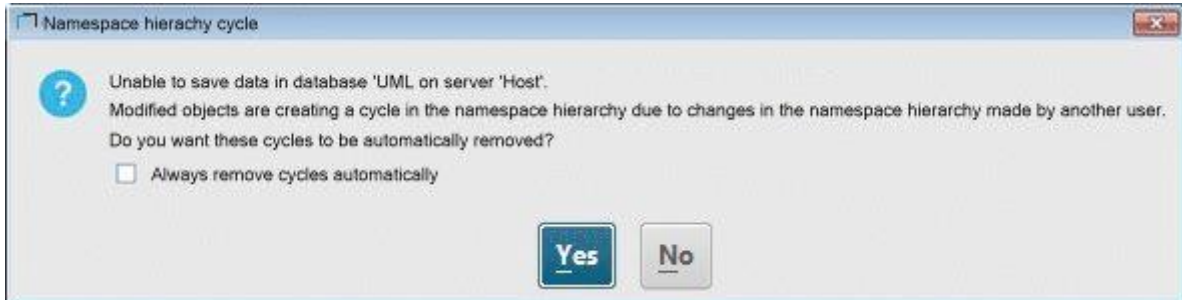 Namespace hierachy cycle
Unable to save data in database 'UML on server 'Host'.
Modified objects are creating a cycle in the namespace hierarchy due to changes in the namespace hierarchy made by another user.
Do you want these cycles to be automatically removed?
Always remove cycles automatically
Yes No